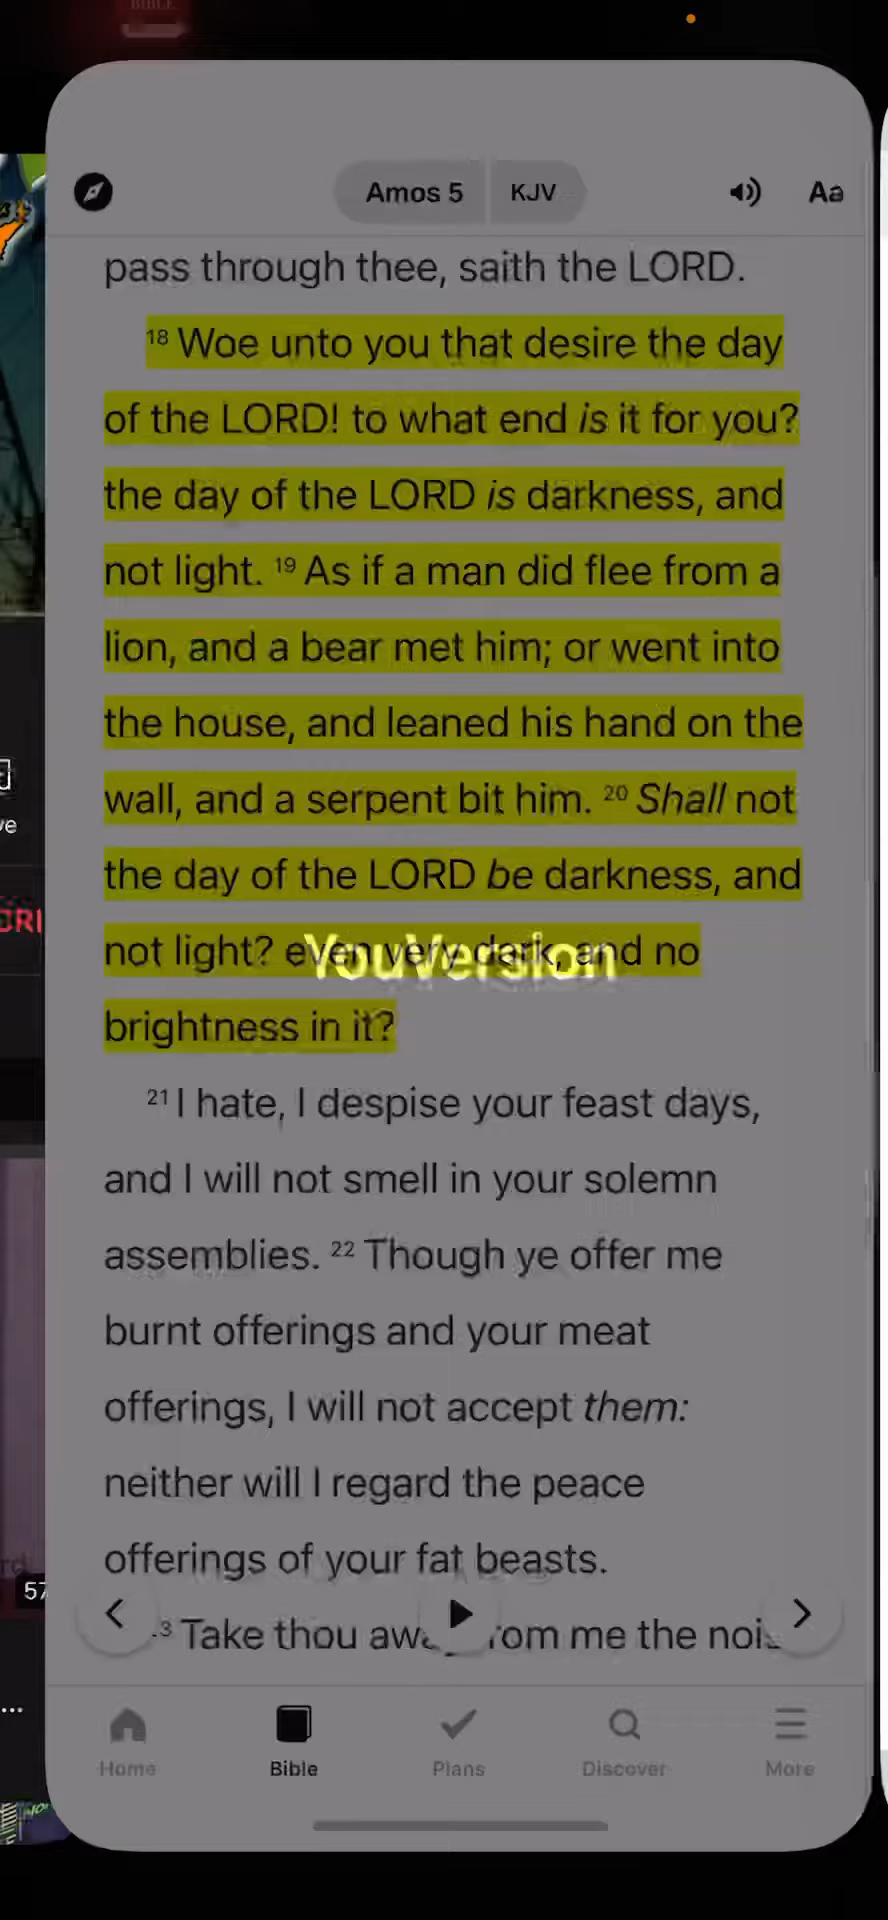 BIBLE
Amos 5 KJV Aa
pass through thee, saith the LORD.
18 Woe unto you that desire the day
of the LORD! to what end is it for you?
the day of the LORD is darkness, and
not light. 19 As if a man did flee from a
lion, and a bear met him; or went into
the house, and leaned his hand on the
wall, and a serpent bit him. 20 Shall not
the day of the LORD be darkness, and
not light? even very dark, and no
YouVersion
brightness in it?
21 I hate, I despise your feast days,
and I will not smell in your solemn
assemblies. 22 Though ye offer me
burnt offerings and your meat
offerings, I will not accept them:
neither will I regard the peace
offerings of your fat beasts.
57
Take thou from me the
Home Bible Plans Discover More